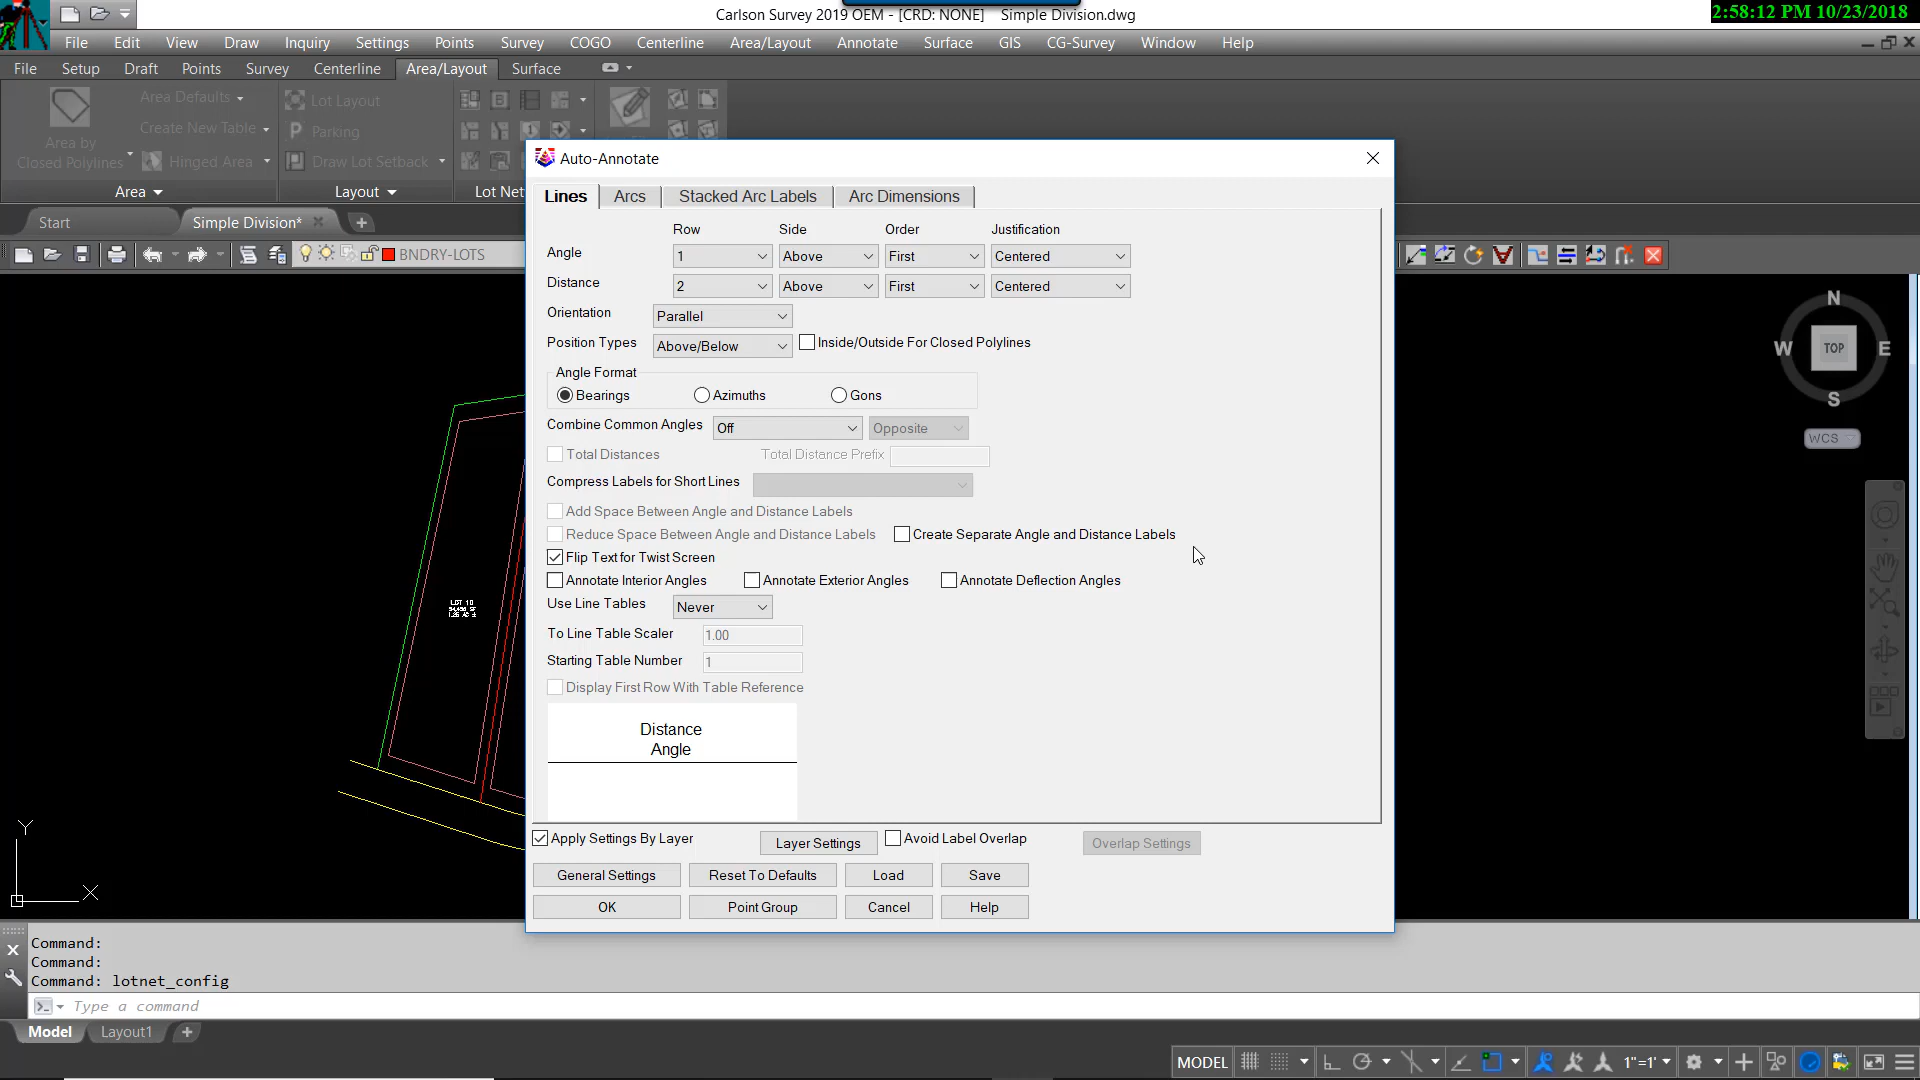 Carlson Survey 2019 OEM - [CRD: NONE] Simple Division.dwg
2:58:12 PM 10/23/2018
File Edit View Draw Inquiry Settings Points Survey COGO Centerline Area/Layout Annotate Surface GIS CG-Survey Window Help
File Setup Draft Points Survey Centerline Area/Layout Surface
Area by
Closed Polylines
Area Defaults
Create New Table
Hinged Area
Lot Layout
Parking
Draw Lot Setback
Area Layout Lot Net
Start Simple Division*
BNDRY-LOTS
Auto-Annotate
Lines Arcs Stacked Arc Labels Arc Dimensions
Row Side Order Justification
Angle 1 Above First Centered
Distance 2 Above First Centered
Orientation Parallel
Position Types Above/Below Inside/Outside For Closed Polylines
Angle Format
Bearings Azimuths Gons
Combine Common Angles Off Opposite
Total Distances Total Distance Prefix
Compress Labels for Short Lines
Add Space Between Angle and Distance Labels
Reduce Space Between Angle and Distance Labels Create Separate Angle and Distance Labels
Flip Text for Twist Screen
Annotate Interior Angles Annotate Exterior Angles Annotate Deflection Angles
Use Line Tables Never
To Line Table Scaler 1.00
Starting Table Number 1
Display First Row With Table Reference
Distance
Angle
Apply Settings By Layer Layer Settings Avoid Label Overlap Overlap Settings
General Settings Reset To Defaults Load Save
OK Point Group Cancel Help
LOT 10
N
W TOP E
S
WCS
Y
X
Command:
Command:
Command: lotnet_config
Type a command
Model Layout1
MODEL 1"=1'